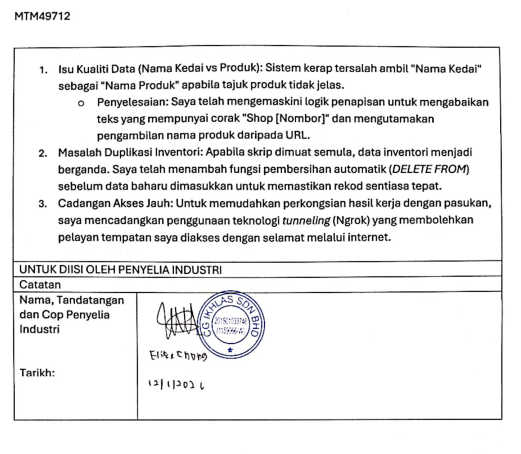 MTM49712
1. Isu Kualiti Data (Nama Kedai vs Produk): Sistem kerap tersalah ambil "Nama Kedai"
sebagai "Nama Produk" apabila tajuk produk tidak jelas.
o Penyelesaian: Saya telah mengemaskini logik penapisan untuk mengabaikan
teks yang mempunyai corak "Shop [Nombor]" dan mengutamakan
pengambilan nama produk daripada URL.
2. Masalah Duplikasi Inventori: Apabila skrip dimuat semula, data inventori menjadi
berganda. Saya telah menambah fungsi pembersihan automatik (DELETE FROM)
sebelum data baharu dimasukkan untuk memastikan rekod sentiasa tepat.
3. Cadangan Akses Jauh: Untuk memudahkan perkongsian hasil kerja dengan pasukan,
saya mencadangkan penggunaan teknologi tunneling (Ngrok) yang membolehkan
pelayan tempatan saya diakses dengan selamat melalui internet.
UNTUK DIISI OLEH PENYELIA INDUSTRI
Catatan
Nama, Tandatangan
dan Cop Penyelia
Industri
CG IKHLAS SDN BHD
Chong
Tarikh:
12/1/2026